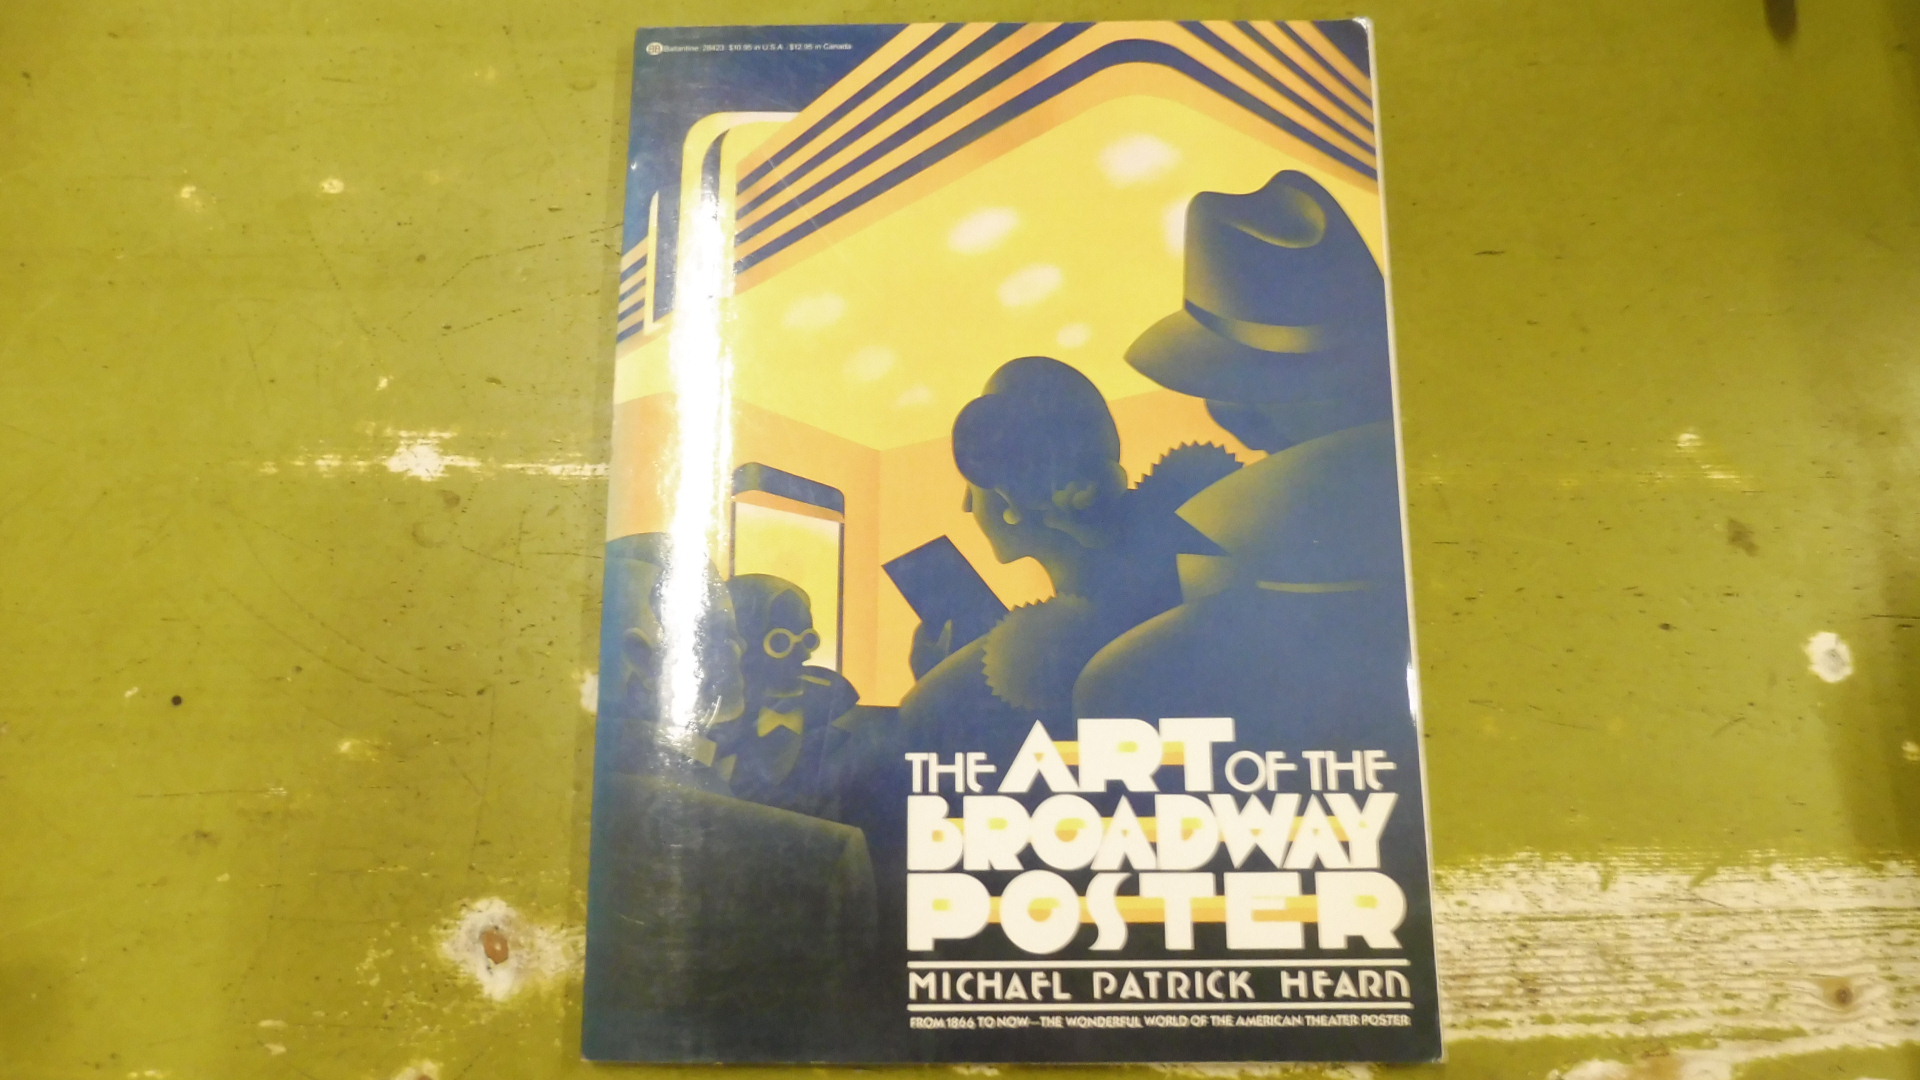 BB Ballantine 28423 $10.95 in U.S.A. $12.95 in Canada
THE ART OF THE
BROADWAY
POSTER
MICHAEL PATRICK HEARN
FROM 1866 TO NOW—THE WONDERFUL WORLD OF THE AMERICAN THEATER POSTER